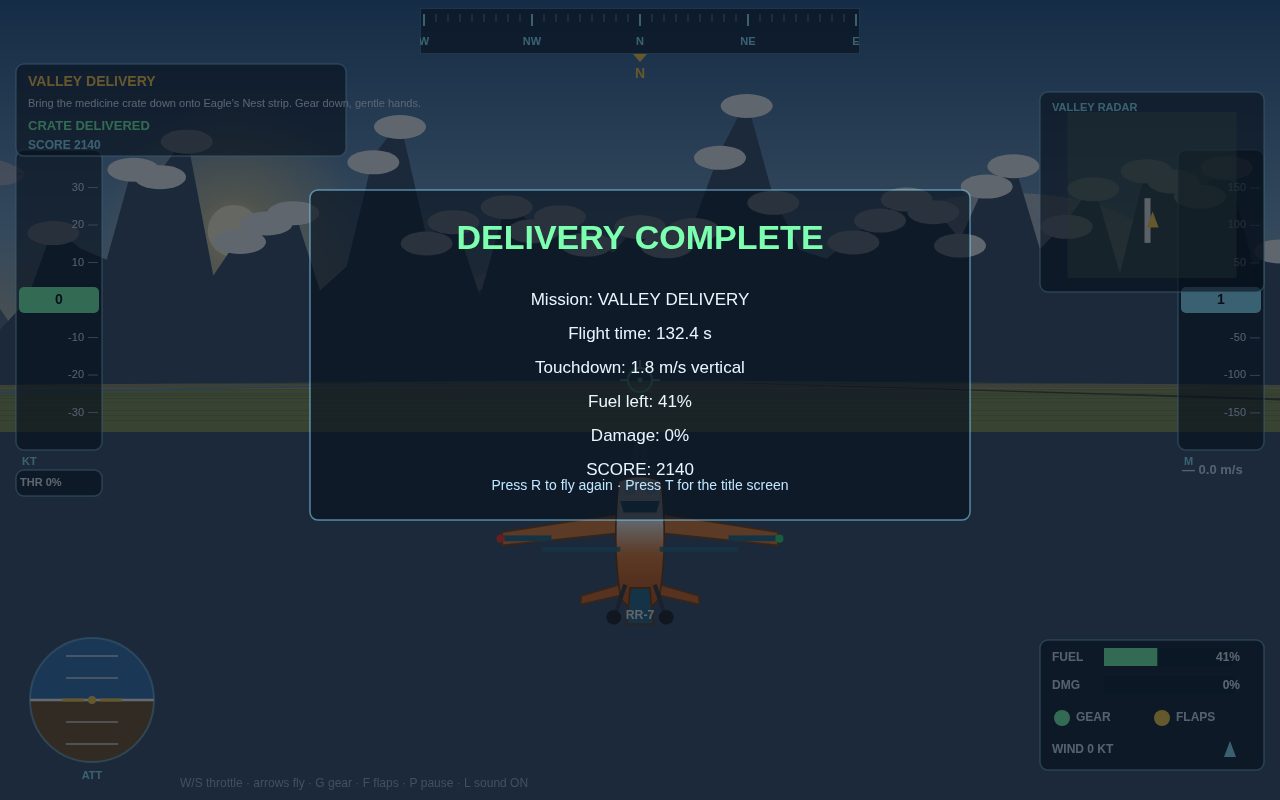 W NW N NE E
N
VALLEY DELIVERY
Bring the medicine crate down onto Eagle's Nest strip. Gear down, gentle hands.
CRATE DELIVERED
SCORE 2140
30
20
10
0
-10
-20
-30
KT
THR 0%
VALLEY RADAR
150
100
50
1
-50
-100
-150
M
— 0.0 m/s
DELIVERY COMPLETE
Mission: VALLEY DELIVERY
Flight time: 132.4 s
Touchdown: 1.8 m/s vertical
Fuel left: 41%
Damage: 0%
SCORE: 2140
Press R to fly again · Press T for the title screen
RR-7
ATT
FUEL 41%
DMG 0%
GEAR FLAPS
WIND 0 KT
W/S throttle · arrows fly · G gear · F flaps · P pause · L sound ON